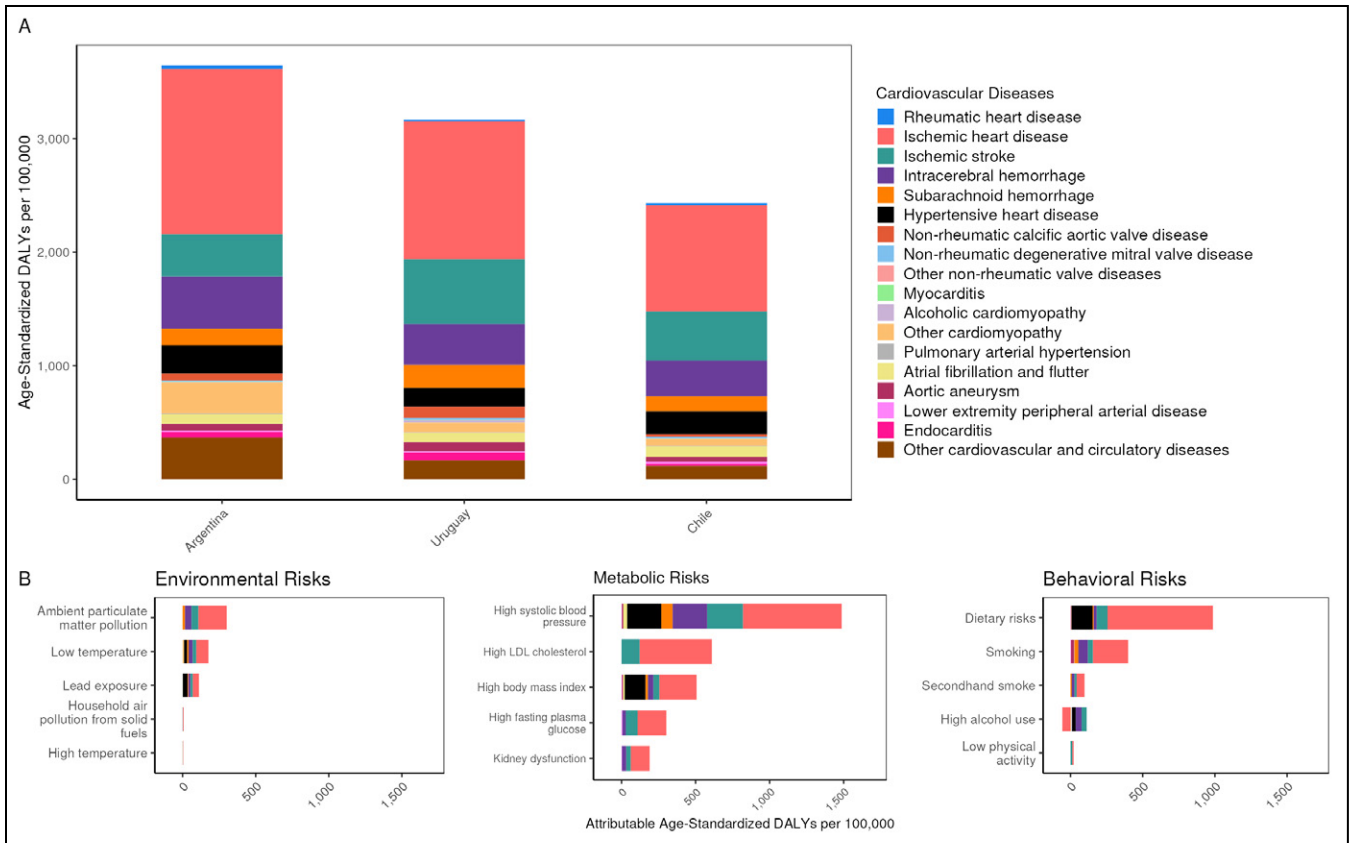 A
Age-Standardized DALYs per 100,000
3,000
2,000
1,000
0
Argentina
Uruguay
Chile
Cardiovascular Diseases
Rheumatic heart disease
Ischemic heart disease
Ischemic stroke
Intracerebral hemorrhage
Subarachnoid hemorrhage
Hypertensive heart disease
Non-rheumatic calcific aortic valve disease
Non-rheumatic degenerative mitral valve disease
Other non-rheumatic valve diseases
Myocarditis
Alcoholic cardiomyopathy
Other cardiomyopathy
Pulmonary arterial hypertension
Atrial fibrillation and flutter
Aortic aneurysm
Lower extremity peripheral arterial disease
Endocarditis
Other cardiovascular and circulatory diseases
B
Environmental Risks
Ambient particulate
matter pollution
Low temperature
Lead exposure
Household air
pollution from solid
fuels
High temperature
0
500
1,000
1,500
Metabolic Risks
High systolic blood
pressure
High LDL cholesterol
High body mass index
High fasting plasma
glucose
Kidney dysfunction
0
500
1,000
1,500
Attributable Age-Standardized DALYs per 100,000
Behavioral Risks
Dietary risks
Smoking
Secondhand smoke
High alcohol use
Low physical
activity
0
500
1,000
1,500